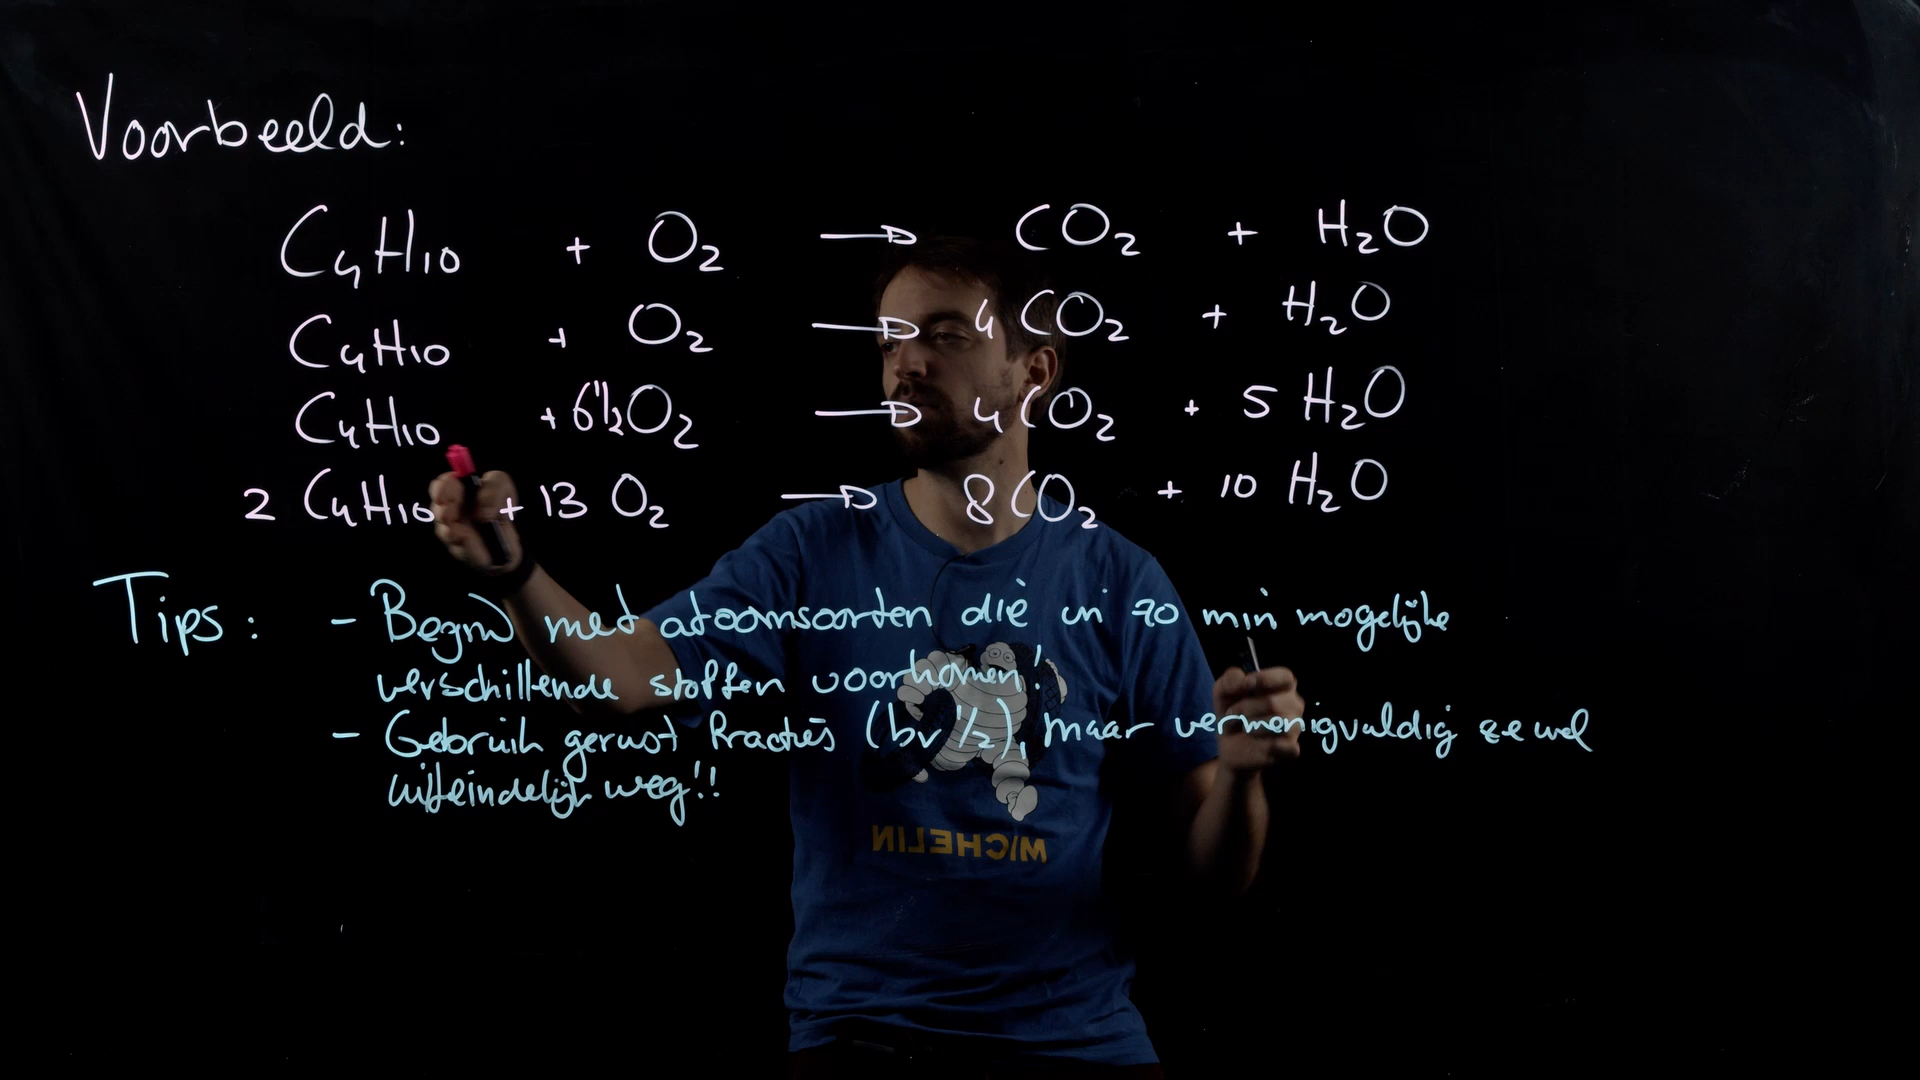 Voorbeeld:
C₄H₁₀ + O₂ → CO₂ + H₂O
C₄H₁₀ + O₂ → 4 CO₂ + H₂O
C₄H₁₀ + 6½ O₂ → 4 CO₂ + 5 H₂O
2 C₄H₁₀ + 13 O₂ → 8 CO₂ + 10 H₂O
Tips: - Begin met atoomsoorten die in zo min mogelijke
verschillende stoffen voorkomen!
- Gebruik gerust fracties (bv ½), maar vermenigvuldig ze wel
uiteindelijk weg!!
MICHELIN